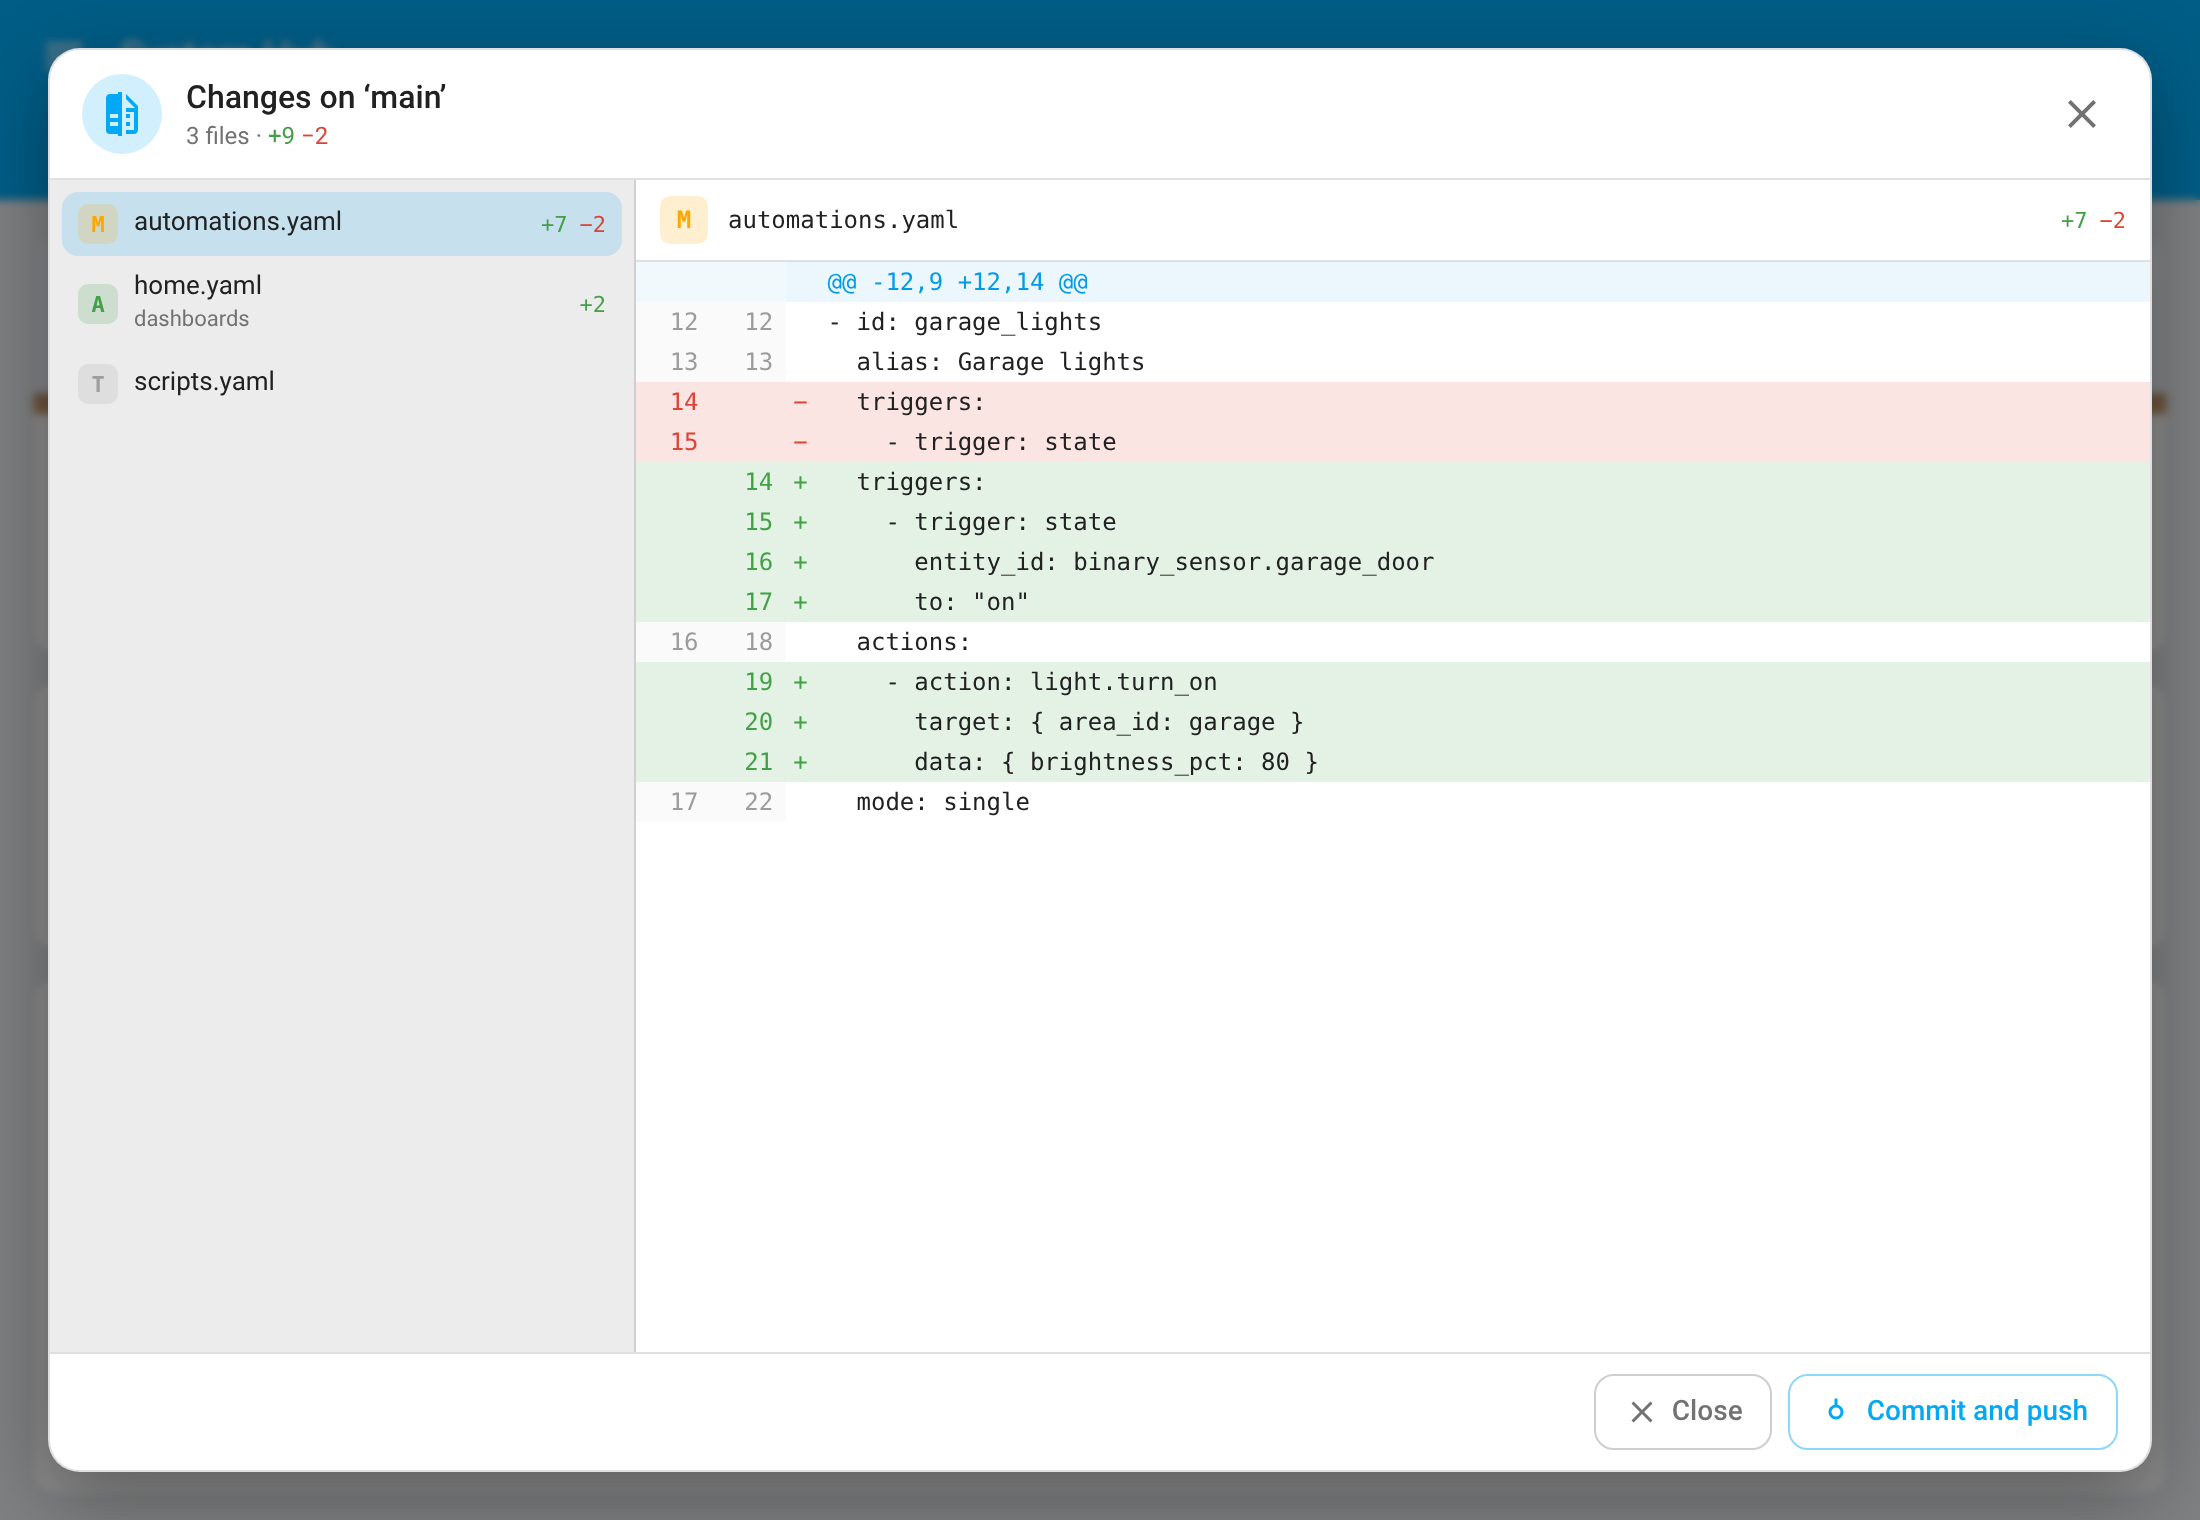 Changes on ‘main’
3 files · +9 −2
M automations.yaml +7 −2
A home.yaml +2
dashboards
T scripts.yaml
M automations.yaml +7 −2
@@ -12,9 +12,14 @@
12 12 - id: garage_lights
13 13 alias: Garage lights
14 − triggers:
15 − - trigger: state
14 + triggers:
15 + - trigger: state
16 + entity_id: binary_sensor.garage_door
17 + to: "on"
16 18 actions:
19 + - action: light.turn_on
20 + target: { area_id: garage }
21 + data: { brightness_pct: 80 }
17 22 mode: single
Close
Commit and push